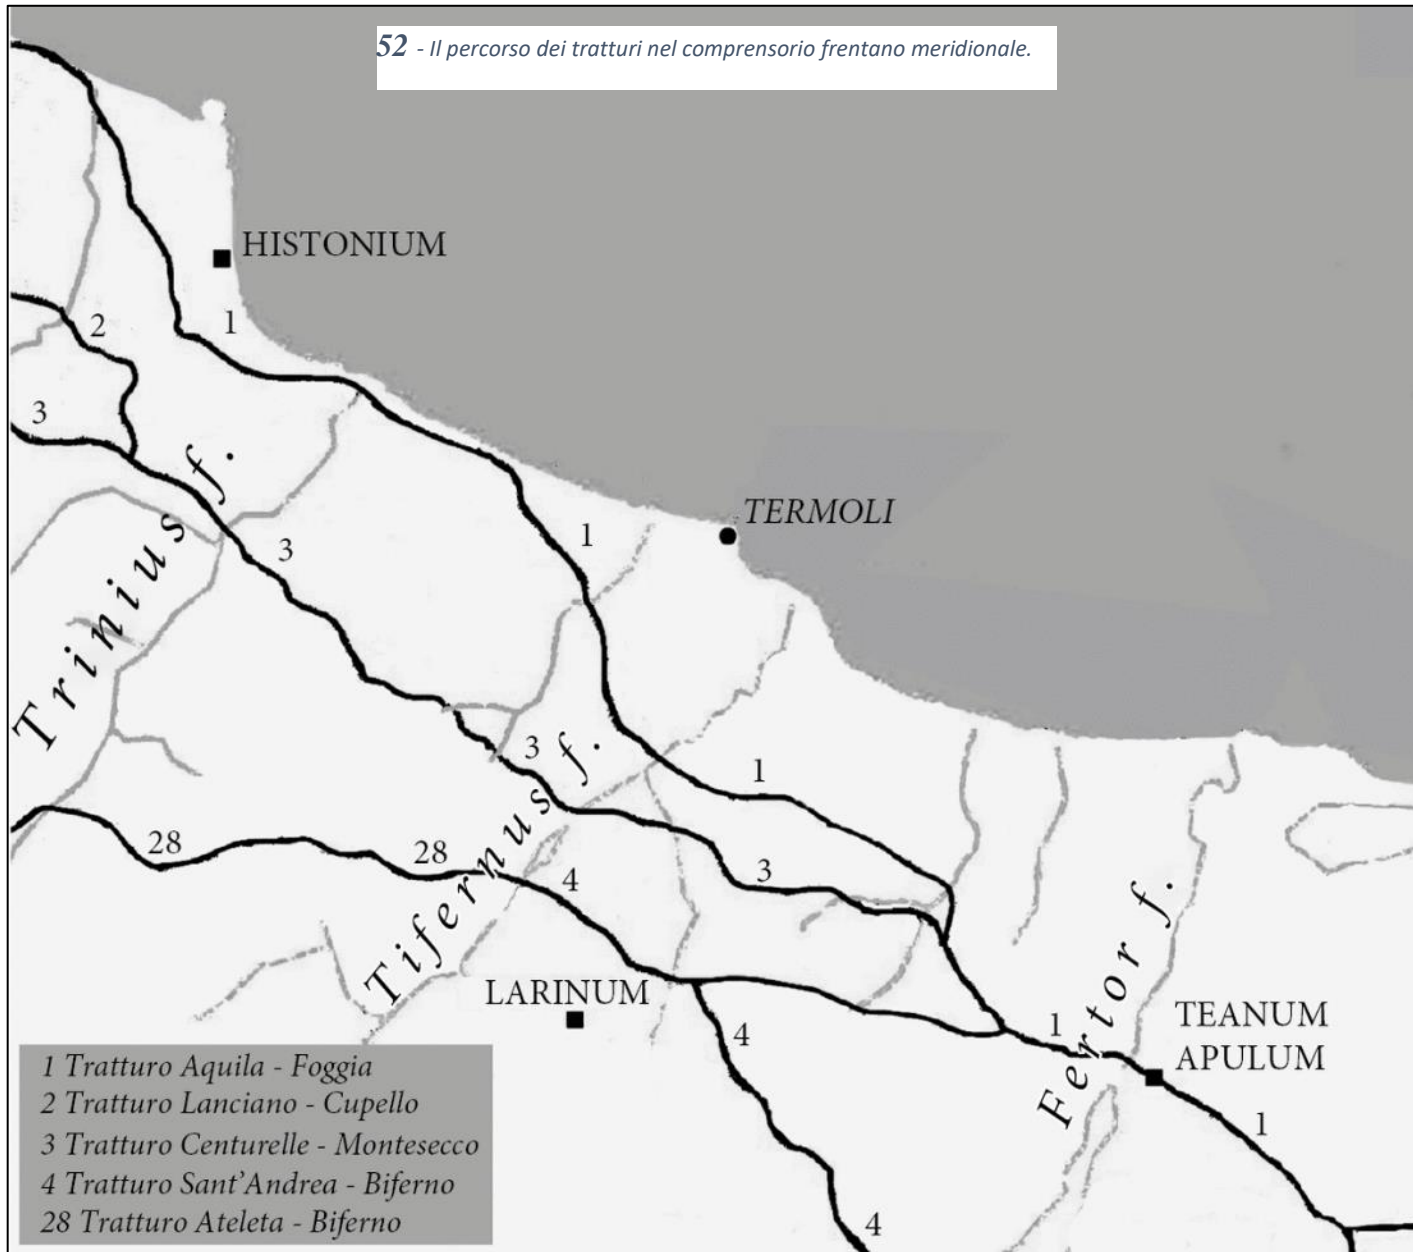 52 - Il percorso dei tratturi nel comprensorio frentano meridionale.
HISTONIUM
1
2
3
Trinius f.
3
1
TERMOLI
3
Tifernus f.
1
28
28
4
3
LARINUM
4
1
Fertor f.
TEANUM
APULUM
1
4
1 Tratturo Aquila - Foggia
2 Tratturo Lanciano - Cupello
3 Tratturo Centurelle - Montesecco
4 Tratturo Sant'Andrea - Biferno
28 Tratturo Ateleta - Biferno